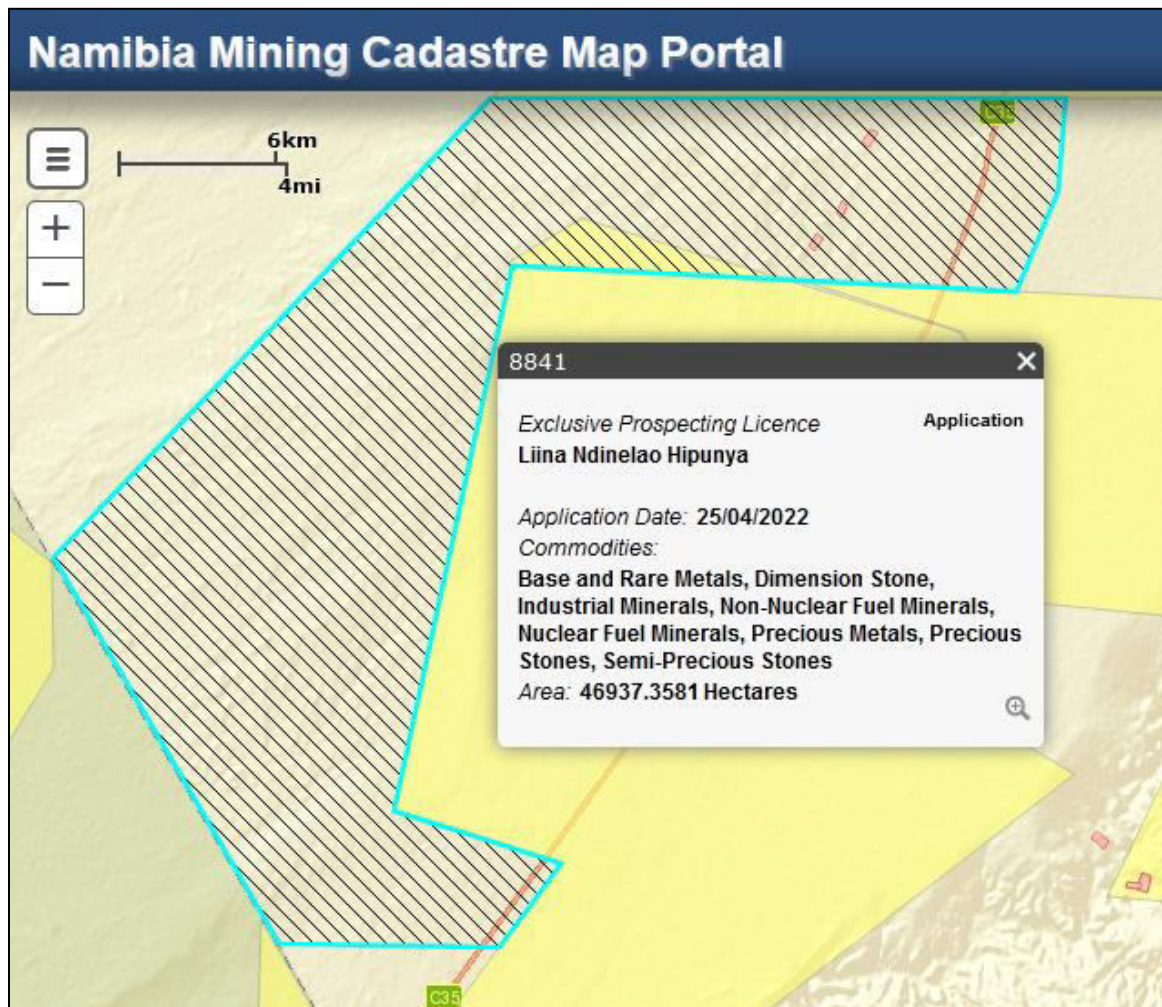 Namibia Mining Cadastre Map Portal
6km
4mi
+
−
C35
8841
Exclusive Prospecting Licence
Application
Liina Ndinelao Hipunya
Application Date: 25/04/2022
Commodities:
Base and Rare Metals, Dimension Stone,
Industrial Minerals, Non-Nuclear Fuel Minerals,
Nuclear Fuel Minerals, Precious Metals, Precious
Stones, Semi-Precious Stones
Area: 46937.3581 Hectares
C35